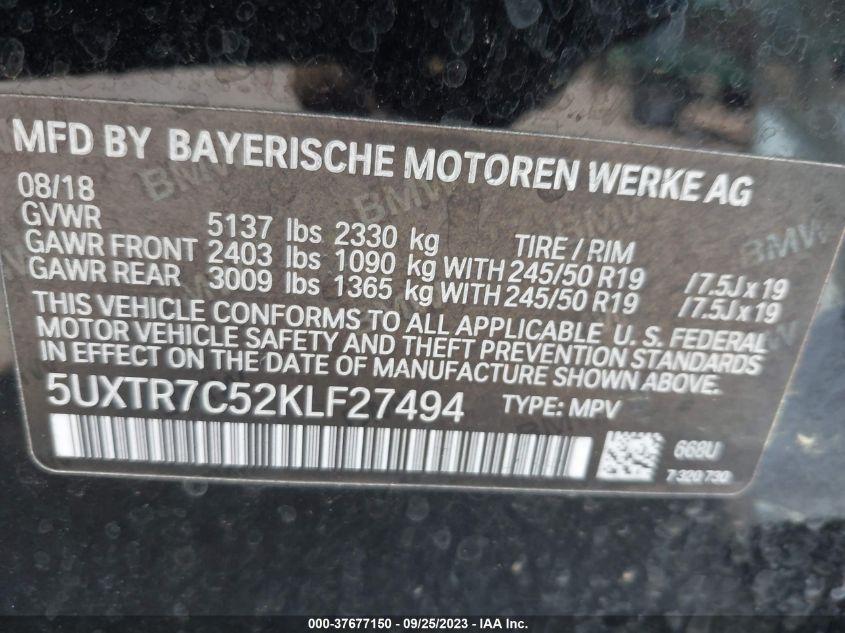 MFD BY BAYERISCHE MOTOREN WERKE AG
08/18
GVWR 5137 lbs 2330 kg TIRE / RIM
GAWR FRONT 2403 lbs 1090 kg WITH 245/50 R19 / 7.5J x 19
GAWR REAR 3009 lbs 1365 kg WITH 245/50 R19 / 7.5J x 19
THIS VEHICLE CONFORMS TO ALL APPLICABLE U. S. FEDERAL
MOTOR VEHICLE SAFETY AND THEFT PREVENTION STANDARDS
IN EFFECT ON THE DATE OF MANUFACTURE SHOWN ABOVE.
5UXTR7C52KLF27494 TYPE: MPV
668U
7 320 730
000-37677150 - 09/25/2023 - IAA Inc.